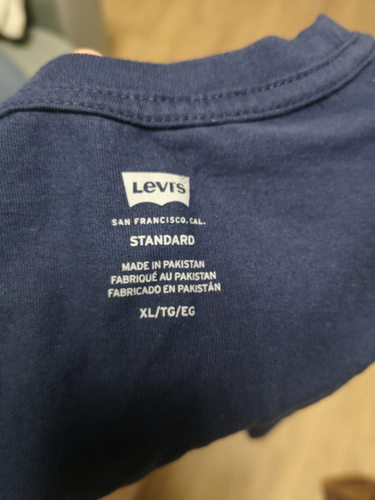 Levi's
SAN FRANCISCO, CAL.
STANDARD
MADE IN PAKISTAN
FABRIQUÉ AU PAKISTAN
FABRICADO EN PAKISTÁN
XL/TG/EG